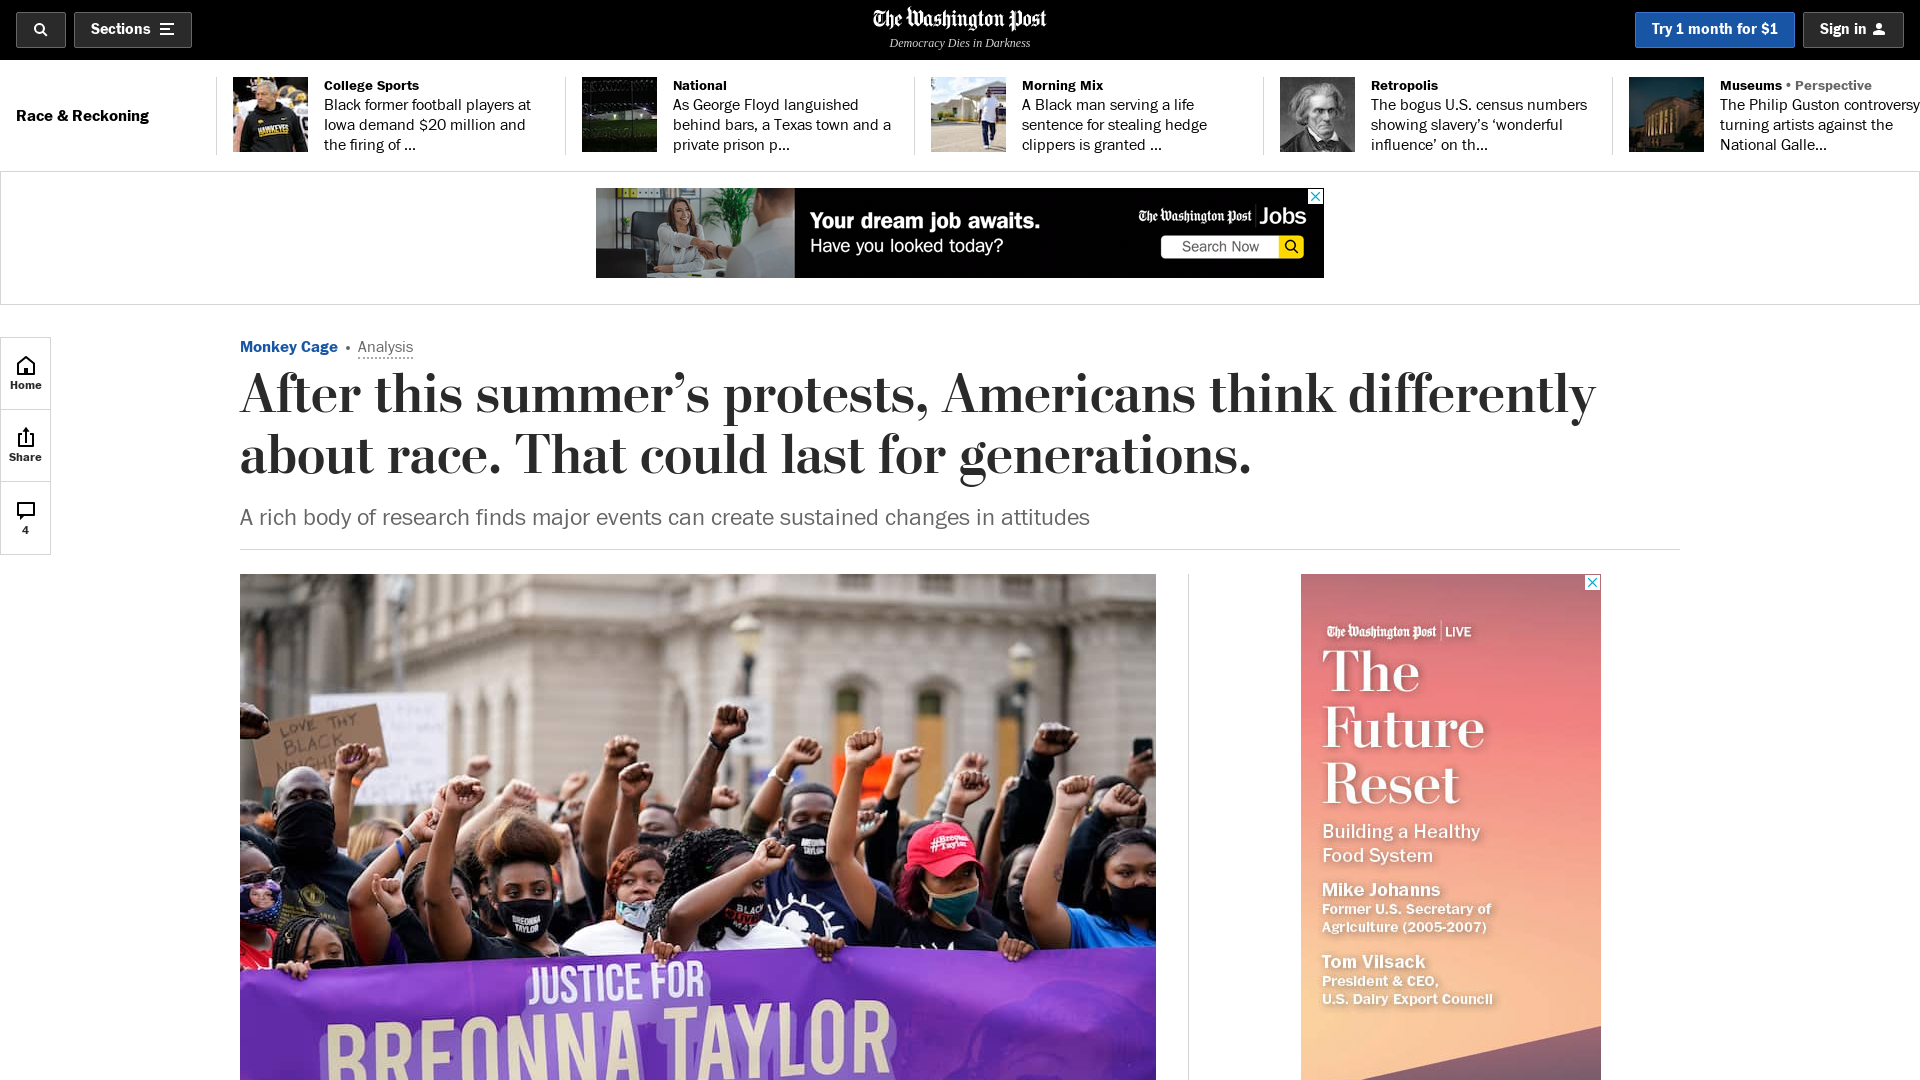 Sections
The Washington Post
Democracy Dies in Darkness
Try 1 month for $1
Sign in
Race & Reckoning
College Sports
Black former football players at
Iowa demand $20 million and
the firing of ...
National
As George Floyd languished
behind bars, a Texas town and a
private prison p...
Morning Mix
A Black man serving a life
sentence for stealing hedge
clippers is granted ...
Retropolis
The bogus U.S. census numbers
showing slavery’s ‘wonderful
influence’ on th...
Museums • Perspective
The Philip Guston controversy
turning artists against the
National Galle...
Your dream job awaits.
Have you looked today?
The Washington Post Jobs
Search Now
Home
Share
4
Monkey Cage • Analysis
After this summer’s protests, Americans think differently
about race. That could last for generations.
A rich body of research finds major events can create sustained changes in attitudes
LOVE THY
BLACK
#Breonna
Taylor
BREONNA
TAYLOR
BREONNA
TAYLOR
BLACK
JUSTICE FOR
BREONNA TAYLOR
The Washington Post LIVE
The
Future
Reset
Building a Healthy
Food System
Mike Johanns
Former U.S. Secretary of
Agriculture (2005-2007)
Tom Vilsack
President & CEO,
U.S. Dairy Export Council